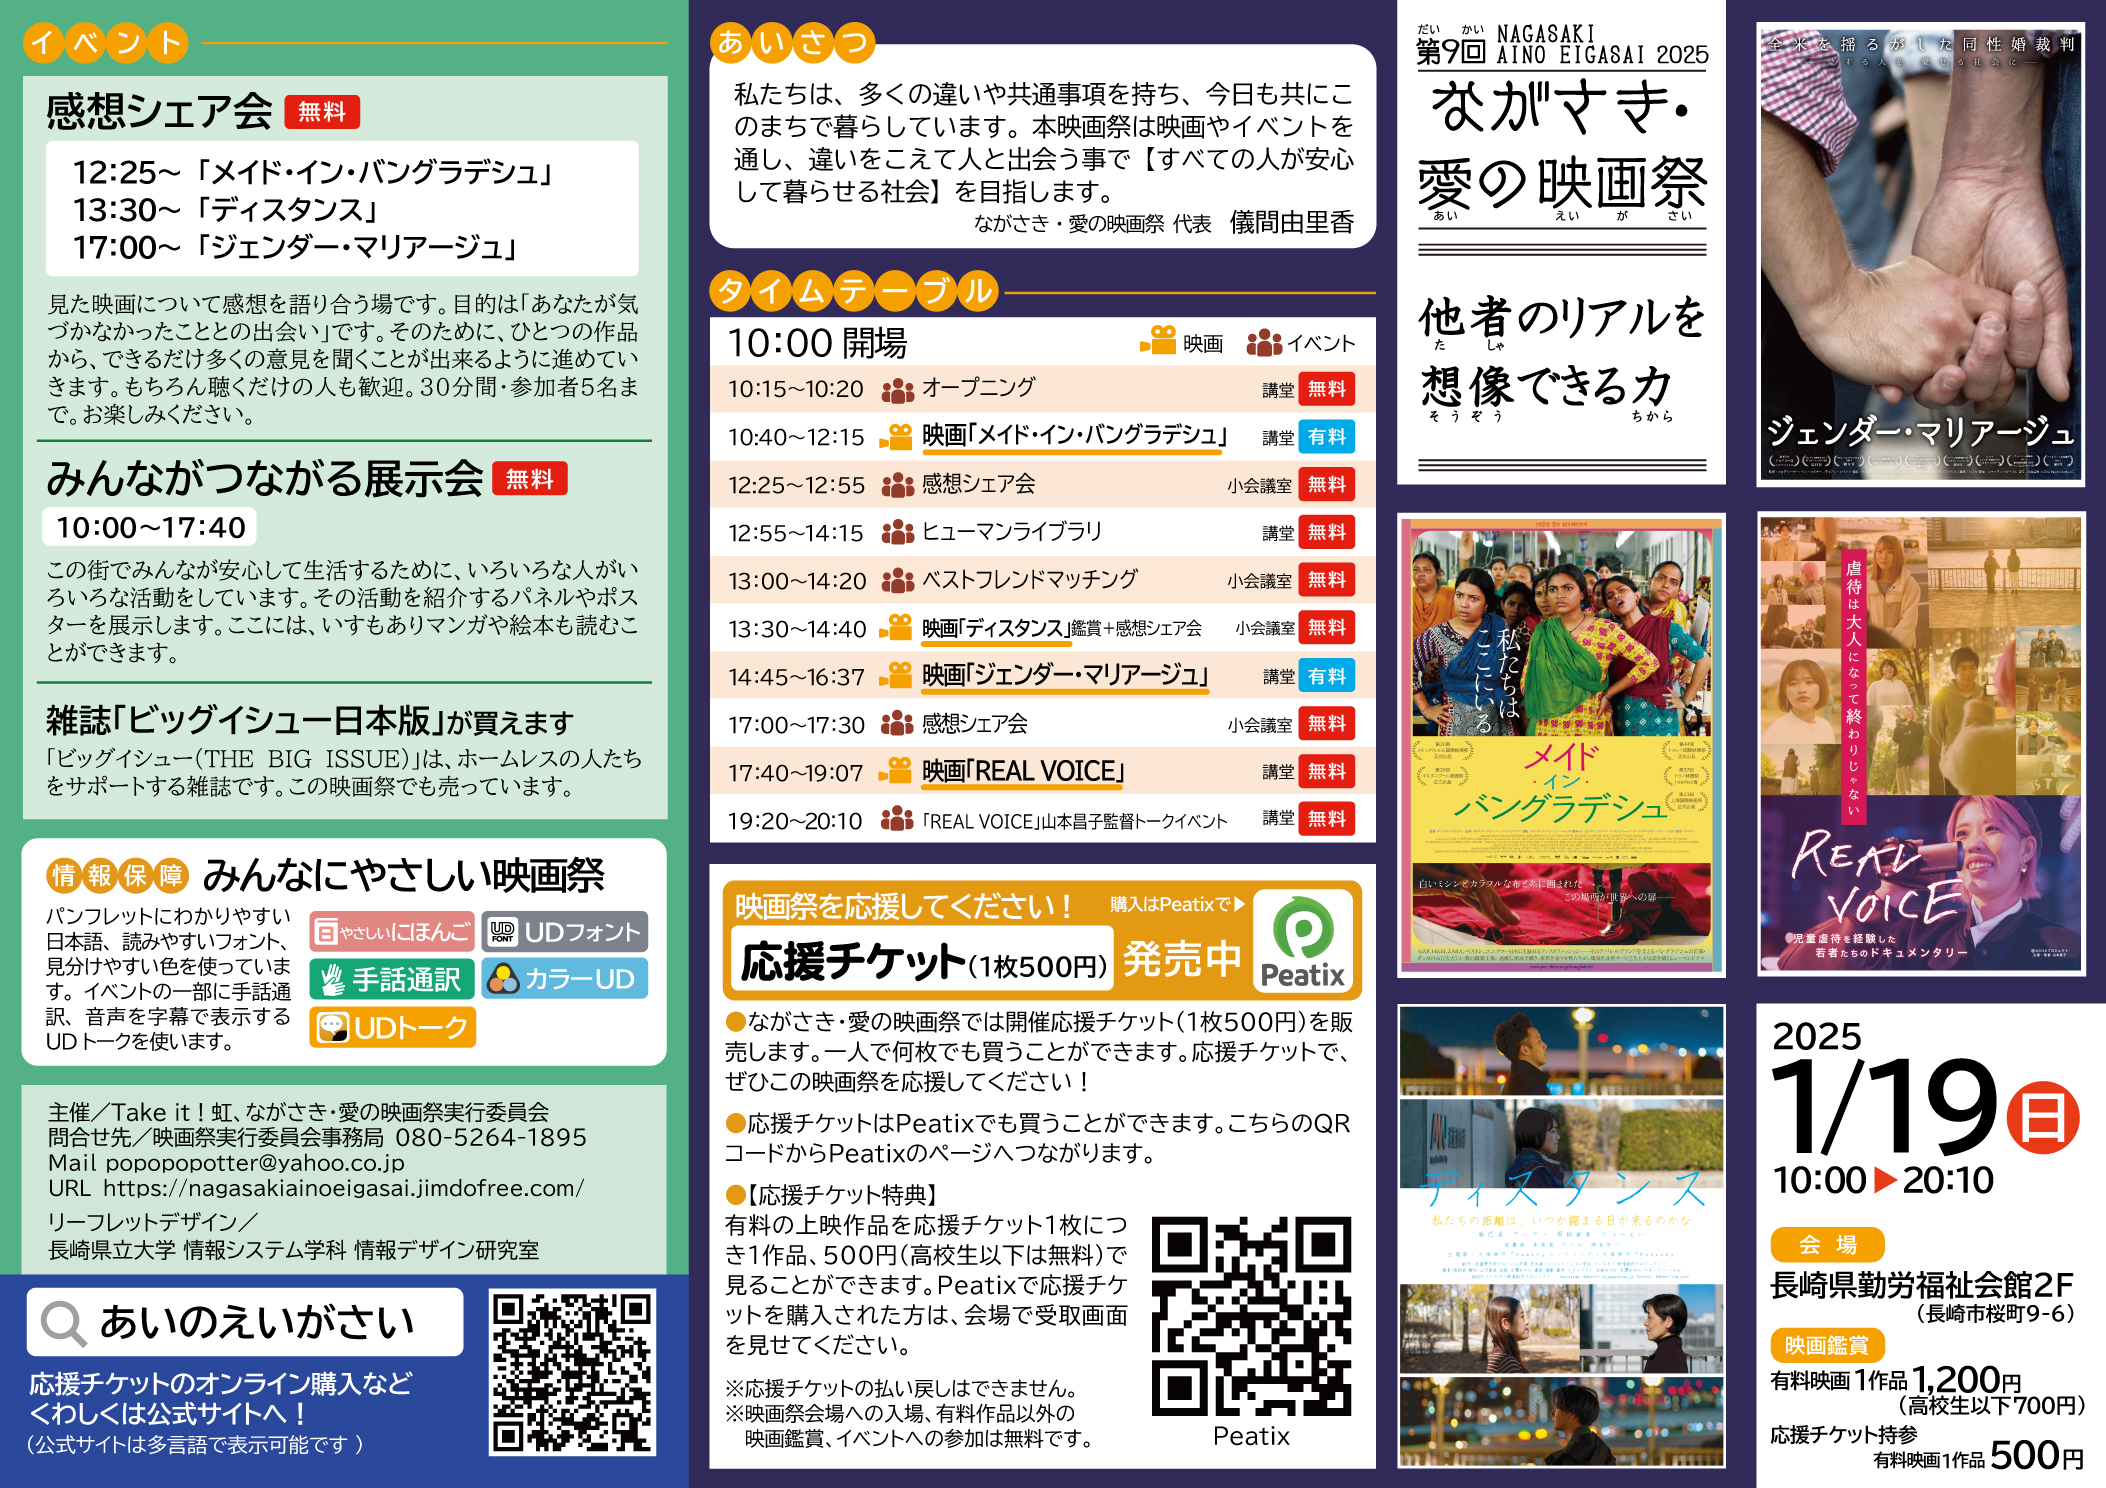 イベント
感想シェア会 無料
12:25～「メイド・イン・バングラデシュ」
13:30～「ディスタンス」
17:00～「ジェンダー・マリアージュ」
見た映画について感想を語り合う場です。目的は「あなたが気
づかなかったこととの出会い」です。そのために、ひとつの作品
から、できるだけ多くの意見を聞くことが出来るように進めてい
きます。もちろん聴くだけの人も歓迎。30分間・参加者5名ま
で。お楽しみください。
みんながつながる展示会 無料
10:00～17:40
この街でみんなが安心して生活するために、いろいろな人がい
ろいろな活動をしています。その活動を紹介するパネルやポス
ターを展示します。ここには、いすもありマンガや絵本も読むこ
とができます。
雑誌「ビッグイシュー日本版」が買えます
「ビッグイシュー（THE BIG ISSUE）」は、ホームレスの人たち
をサポートする雑誌です。この映画祭でも売っています。
情報保障 みんなにやさしい映画祭
パンフレットにわかりやすい
日本語、読みやすいフォント、
見分けやすい色を使っていま
す。イベントの一部に手話通
訳、音声を字幕で表示する
UDトークを使います。
やさしいにほんご
UD FONT UDフォント
手話通訳
カラーUD
UDトーク
主催／Take it！虹、ながさき・愛の映画祭実行委員会
問合せ先／映画祭実行委員会事務局 080-5264-1895
Mail popopopotter@yahoo.co.jp
URL https://nagasakiainoeigasai.jimdofree.com/
リーフレットデザイン／
長崎県立大学 情報システム学科 情報デザイン研究室
あいのえいがさい
応援チケットのオンライン購入など
くわしくは公式サイトへ！
（公式サイトは多言語で表示可能です ）
あいさつ
私たちは、多くの違いや共通事項を持ち、今日も共にこ
のまちで暮らしています。本映画祭は映画やイベントを
通し、違いをこえて人と出会う事で【すべての人が安心
して暮らせる社会】を目指します。
ながさき・愛の映画祭 代表 儀間由里香
タイムテーブル
10:00 開場 映画 イベント
10:15～10:20 オープニング 講堂 無料
10:40～12:15 映画「メイド・イン・バングラデシュ」 講堂 有料
12:25～12:55 感想シェア会 小会議室 無料
12:55～14:15 ヒューマンライブラリ 講堂 無料
13:00～14:20 ベストフレンドマッチング 小会議室 無料
13:30～14:40 映画「ディスタンス」鑑賞＋感想シェア会 小会議室 無料
14:45～16:37 映画「ジェンダー・マリアージュ」 講堂 有料
17:00～17:30 感想シェア会 小会議室 無料
17:40～19:07 映画「REAL VOICE」 講堂 無料
19:20～20:10 「REAL VOICE」山本昌子監督トークイベント 講堂 無料
映画祭を応援してください！ 購入はPeatixで▶
応援チケット（1枚500円） 発売中
Peatix
●ながさき・愛の映画祭では開催応援チケット（1枚500円）を販
売します。一人で何枚でも買うことができます。応援チケットで、
ぜひこの映画祭を応援してください！
●応援チケットはPeatixでも買うことができます。こちらのQR
コードからPeatixのページへつながります。
●【応援チケット特典】
有料の上映作品を応援チケット1枚につ
き1作品、500円（高校生以下は無料）で
見ることができます。Peatixで応援チケ
ットを購入された方は、会場で受取画面
を見せてください。
※応援チケットの払い戻しはできません。
※映画祭会場への入場、有料作品以外の
映画鑑賞、イベントへの参加は無料です。
Peatix
だい かい
第9回 NAGASAKI
AINO EIGASAI 2025
ながさき・
愛の映画祭
あい えい が さい
他者のリアルを
た しゃ
想像できる力
そうぞう ちから
私たちは
ここにいる
メイド
・イン・
バングラデシュ
白いミシンとカラフルな布と糸に囲まれた
この場所が世界への扉――
ディスタンス
私たちの距離は、いつか縮まる日が来るのかな
全米を揺るがした同性婚裁判
ジェンダー・マリアージュ
虐待は大人になって終わりじゃない
REAL
VOICE
児童虐待を経験した
若者たちのドキュメンタリー
2025
1/19日
10:00▶20:10
会場
長崎県勤労福祉会館2F
（長崎市桜町9-6）
映画鑑賞
有料映画1作品1,200円
（高校生以下700円）
応援チケット持参
有料映画1作品500円